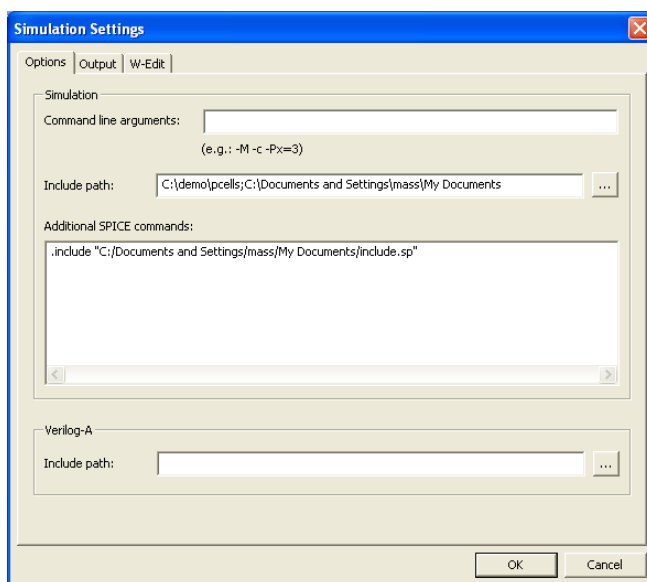 Simulation Settings
Options Output W-Edit
Simulation
Command line arguments:
(e.g.: -M -c -Px=3)
Include path: C:\demo\pcells;C:\Documents and Settings\mass\My Documents ...
Additional SPICE commands:
.include "C:/Documents and Settings/mass/My Documents/include.sp"
Verilog-A
Include path: ...
OK Cancel